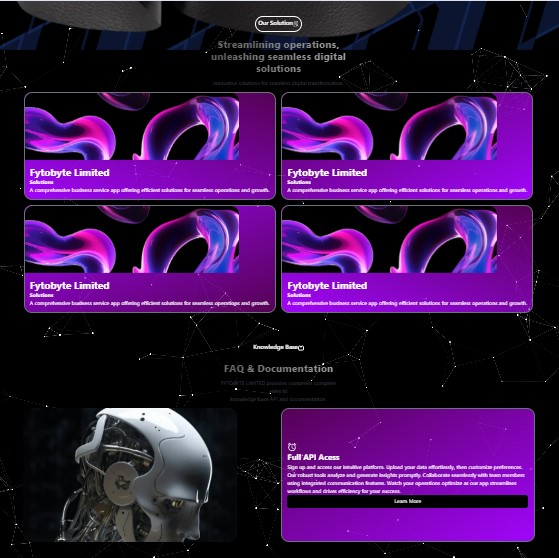 Our Solution
Streamlining operations,
unleashing seamless digital
solutions
innovative solutions for seamless digital transformation
Fytobyte Limited
Solutions
A comprehensive business service app offering efficient solutions for seamless operations and growth.
Fytobyte Limited
Solutions
A comprehensive business service app offering efficient solutions for seamless operations and growth.
Fytobyte Limited
Solutions
A comprehensive business service app offering efficient solutions for seamless operations and growth.
Fytobyte Limited
Solutions
A comprehensive business service app offering efficient solutions for seamless operations and growth.
Knowledge Base
FAQ & Documentation
FYTOBYTE LIMITED provides customers complete
knowledge base API and documentation
Full API Acess
Sign up and access our intuitive platform. Upload your data effortlessly, then customize preferences.
Our robust tools analyze and generate insights promptly. Collaborate seamlessly with team members
using integrated communication features. Watch your operations optimize as our app streamlines
workflows and drives efficiency for your success.
Learn More